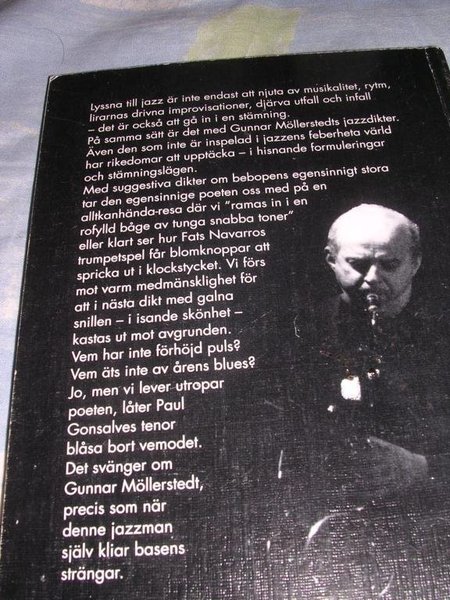 Lyssna till jazz är inte endast att njuta av musikalitet, rytm,
lirarnas drivna improvisationer, djärva utfall och infall
– det är också att gå in i en stämning.
På samma sätt är det med Gunnar Möllerstedts jazzdikter.
Även den som inte är inspelad i jazzens feberheta värld
har rikedomar att upptäcka – i hisnande formuleringar
och stämningslägen.
Med suggestiva dikter om bebopens egensinnigt stora
tar den egensinnige poeten oss med på en
alltkanhända-resa där vi "ramas in i en
rofylld båge av tunga snabba toner"
eller klart ser hur Fats Navarros
trumpetspel får blomknoppar att
spricka ut i klockstycket. Vi förs
mot varm medmänsklighet för
att i nästa dikt med galna
snillen – i isande skönhet –
kastas ut mot avgrunden.
Vem har inte förhöjd puls?
Vem äts inte av årens blues?
Jo, men vi lever utropar
poeten, låter Paul
Gonsalves tenor
blåsa bort vemodet.
Det svänger om
Gunnar Möllerstedt,
precis som när
denne jazzman
själv kliar basens
strängar.